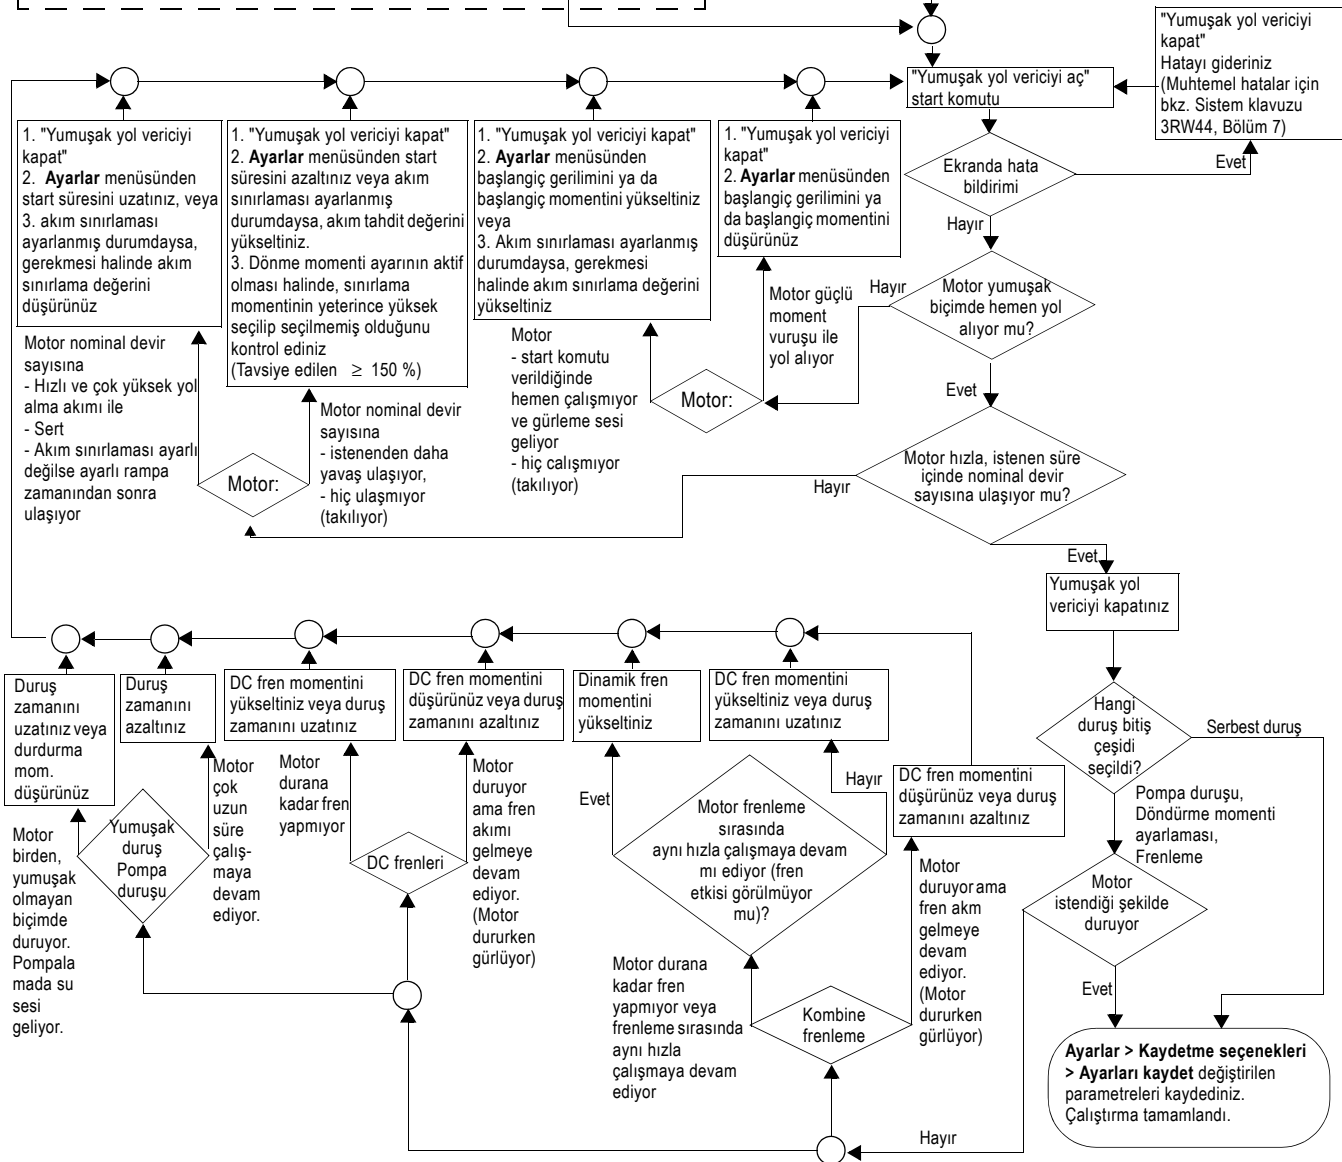 "Yumuşak yol vericiyi
kapat"
Hatayı gideriniz
(Muhtemel hatalar için
bkz. Sistem klavuzu
3RW44, Bölüm 7)
"Yumuşak yol vericiyi aç"
start komutu
1. "Yumuşak yol vericiyi
kapat"
2. Ayarlar menüsünden
start süresini uzatınız, veya
3. akım sınırlaması
ayarlanmış durumdaysa,
gerekmesi halinde akım
sınırlama değerini
düşürünüz
1. "Yumuşak yol vericiyi kapat"
2. Ayarlar menüsünden start
süresini azaltınız veya akım
sınırlaması ayarlanmış
durumdaysa, akım tahdit değerini
yükseltiniz.
3. Dönme momenti ayarının aktif
olması halinde, sınırlama
momentinin yeterince yüksek
seçilip seçilmemiş olduğunu
kontrol ediniz
(Tavsiye edilen ≥ 150 %)
1. "Yumuşak yol vericiyi kapat"
2. Ayarlar menüsünden
başlangiç gerilimini ya da
başlangiç momentini yükseltiniz
veya
3. Akım sınırlaması ayarlanmış
durumdaysa, gerekmesi
halinde akım sınırlama değerini
yükseltiniz
1. "Yumuşak yol vericiyi
kapat"
2. Ayarlar menüsünden
başlangiç gerilimini ya
da başlangiç momentini
düşürünüz
Ekranda hata
bildirimi
Evet
Hayır
Motor yumuşak
biçimde hemen yol
alıyor mu?
Hayır
Evet
Motor güçlü
moment
vuruşu ile
yol alıyor
Motor
- start komutu
verildiğinde
hemen çalışmıyor
ve gürleme sesi
geliyor
- hiç calışmıyor
(takılıyor)
Motor:
Motor nominal devir
sayısına
- Hızlı ve çok yüksek yol
alma akımı ile
- Sert
- Akım sınırlaması ayarlı
değilse ayarlı rampa
zamanından sonra
ulaşıyor
Motor:
Motor nominal devir
sayısına
- istenenden daha
yavaş ulaşıyor,
- hiç ulaşmıyor
(takılıyor)
Motor hızla, istenen süre
içinde nominal devir
sayısına ulaşıyor mu?
Hayır
Evet
Yumuşak yol
vericiyi kapatınız
Duruş
zamanını
uzatınız veya
durdurma
mom.
düşürünüz
Duruş
zamanını
azaltınız
DC fren momentini
yükseltiniz veya duruş
zamanını uzatınız
DC fren momentini
düşürünüz veya duruş
zamanını azaltınız
Dinamik fren
momentini
yükseltiniz
DC fren momentini
yükseltiniz veya duruş
zamanını uzatınız
DC fren momentini
düşürünüz veya duruş
zamanını azaltınız
Hangi
duruş bitiş
çeşidi
seçildi?
Serbest duruş
Pompa duruşu,
Döndürme momenti
ayarlaması,
Frenleme
Motor
birden,
yumuşak
olmayan
biçimde
duruyor.
Pompala
mada su
sesi
geliyor.
Yumuşak
duruş
Pompa
duruşu
Motor
çok
uzun
süre
çalış-
maya
devam
ediyor.
Motor
durana
kadar fren
yapmıyor
DC frenleri
Motor
duruyor
ama fren
akımı
gelmeye
devam
ediyor.
(Motor
dururken
gürlüyor)
Evet
Hayır
Motor frenleme
sırasında
aynı hızla çalışmaya devam
mı ediyor (fren
etkisi görülmüyor
mu)?
Motor durana
kadar fren
yapmıyor veya
frenleme sırasında
aynı hızla
çalışmaya devam
ediyor
Kombine
frenleme
Motor
duruyor ama
fren akm
gelmeye
devam
ediyor.
(Motor
dururken
gürlüyor)
Motor
istendiği şekilde
duruyor
Evet
Hayır
Ayarlar > Kaydetme seçenekleri
> Ayarları kaydet değiştirilen
parametreleri kaydediniz.
Çalıştırma tamamlandı.